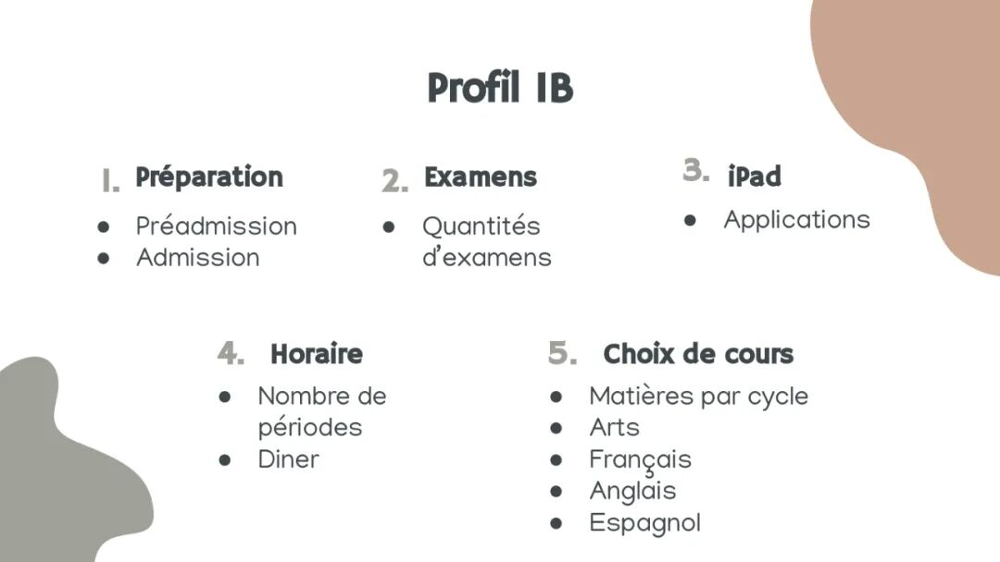 Profil IB
1. Préparation
● Préadmission
● Admission
2. Examens
● Quantités
d'examens
3. iPad
● Applications
4. Horaire
● Nombre de
périodes
● Diner
5. Choix de cours
● Matières par cycle
● Arts
● Français
● Anglais
● Espagnol